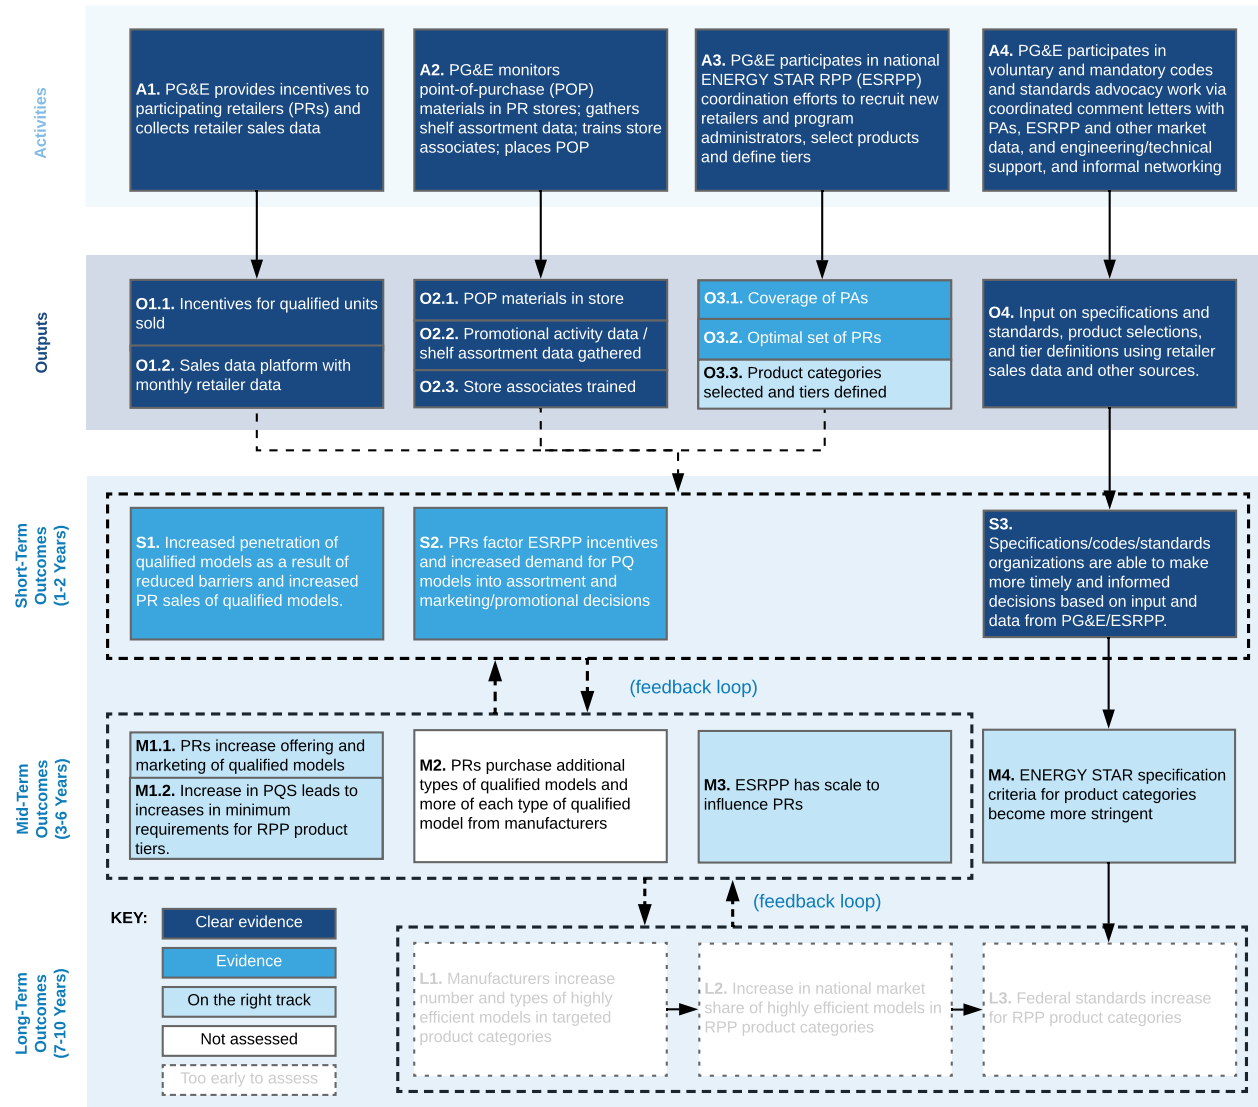 Activities
A1. PG&E provides incentives to
participating retailers (PRs) and
collects retailer sales data
A2. PG&E monitors
point-of-purchase (POP)
materials in PR stores; gathers
shelf assortment data; trains store
associates; places POP
A3. PG&E participates in national
ENERGY STAR RPP (ESRPP)
coordination efforts to recruit new
retailers and program
administrators, select products
and define tiers
A4. PG&E participates in
voluntary and mandatory codes
and standards advocacy work via
coordinated comment letters with
PAs, ESRPP and other market
data, and engineering/technical
support, and informal networking
Outputs
O1.1. Incentives for qualified units
sold
O1.2. Sales data platform with
monthly retailer data
O2.1. POP materials in store
O2.2. Promotional activity data /
shelf assortment data gathered
O2.3. Store associates trained
O3.1. Coverage of PAs
O3.2. Optimal set of PRs
O3.3. Product categories
selected and tiers defined
O4. Input on specifications and
standards, product selections,
and tier definitions using retailer
sales data and other sources.
Short-Term
Outcomes
(1-2 Years)
S1. Increased penetration of
qualified models as a result of
reduced barriers and increased
PR sales of qualified models.
S2. PRs factor ESRPP incentives
and increased demand for PQ
models into assortment and
marketing/promotional decisions
S3.
Specifications/codes/standards
organizations are able to make
more timely and informed
decisions based on input and
data from PG&E/ESRPP.
(feedback loop)
Mid-Term
Outcomes
(3-6 Years)
M1.1. PRs increase offering and
marketing of qualified models
M1.2. Increase in PQS leads to
increases in minimum
requirements for RPP product
tiers.
M2. PRs purchase additional
types of qualified models and
more of each type of qualified
model from manufacturers
M3. ESRPP has scale to
influence PRs
M4. ENERGY STAR specification
criteria for product categories
become more stringent
(feedback loop)
KEY:
Clear evidence
Evidence
On the right track
Not assessed
Too early to assess
Long-Term
Outcomes
(7-10 Years)
L1. Manufacturers increase
number and types of highly
efficient models in targeted
product categories
L2. Increase in national market
share of highly efficient models in
RPP product categories
L3. Federal standards increase
for RPP product categories